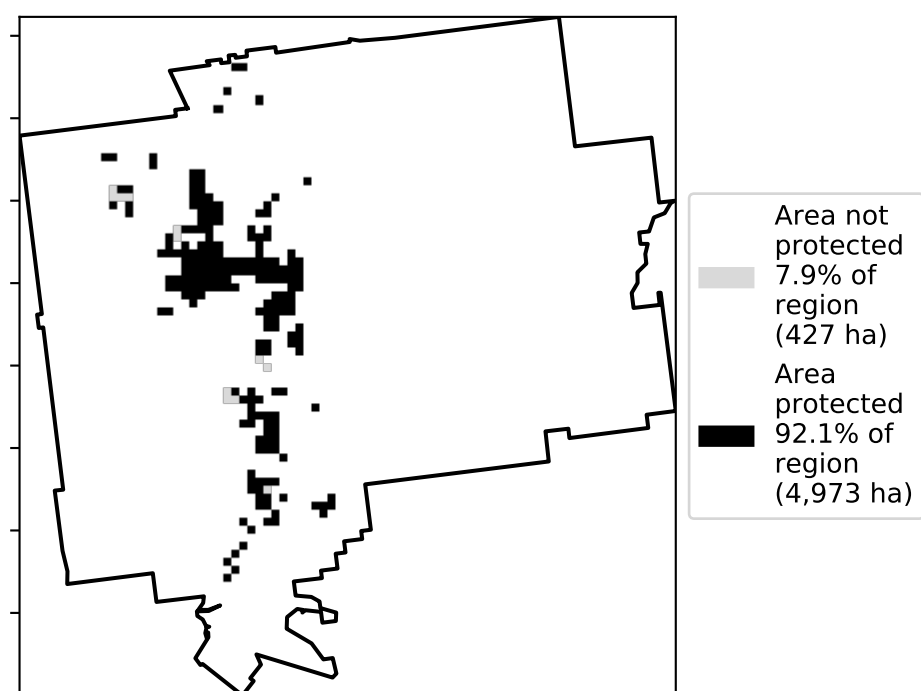 Area not
protected
7.9% of
region
(427 ha)
Area
protected
92.1% of
region
(4,973 ha)